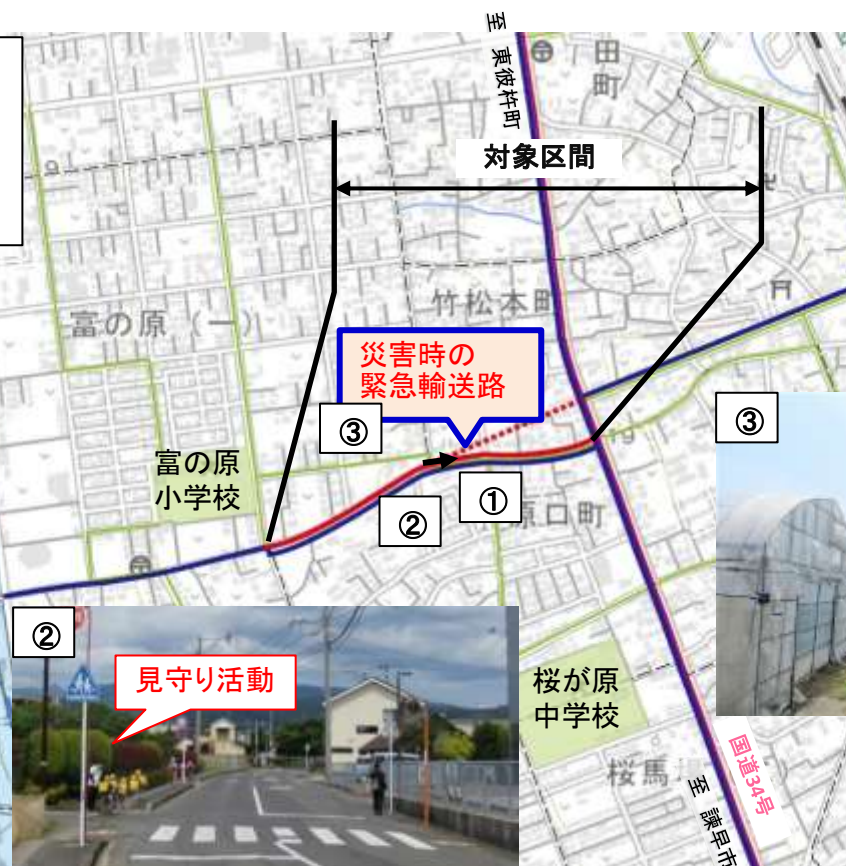 至 東彼杵町
田町
対象区間
竹松本町
富の原 (一)
災害時の
緊急輸送路
③
③
富の原
小学校
①
②
原口町
②
見守り活動
桜が原
中学校
桜馬場
国道34号
至 諫早市